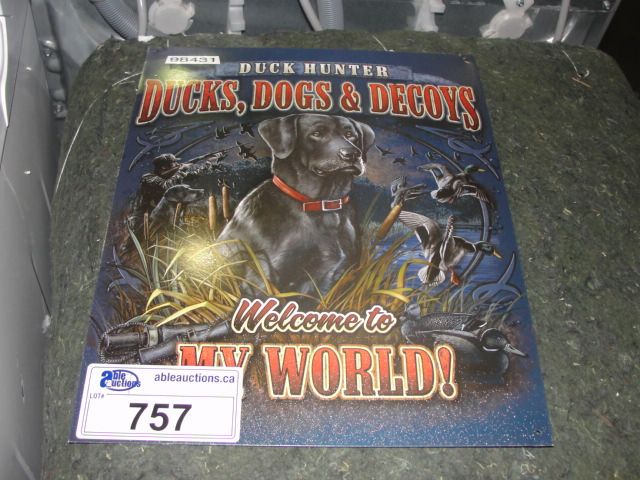 98431
DUCK HUNTER
DUCKS, DOGS & DECOYS
Welcome to
MY WORLD!
able auctions
ableauctions.ca
LOT#
757